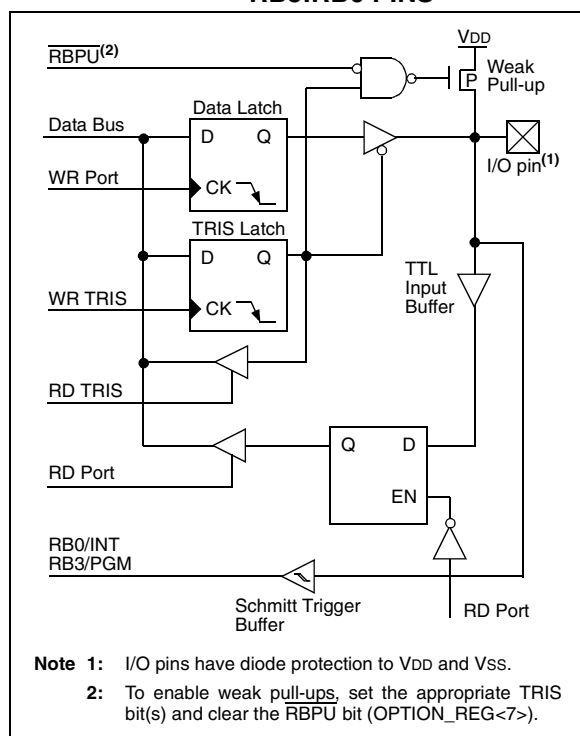 RBPU(2)
VDD
Weak
Pull-up
P
Data Latch
Data Bus
D Q
I/O pin(1)
WR Port
CK
TRIS Latch
D Q
TTL
Input
Buffer
WR TRIS
CK
RD TRIS
Q D
RD Port
EN
RB0/INT
RB3/PGM
Schmitt Trigger
Buffer
RD Port
Note 1: I/O pins have diode protection to VDD and VSS.
2: To enable weak pull-ups, set the appropriate TRIS
bit(s) and clear the RBPU bit (OPTION_REG<7>).